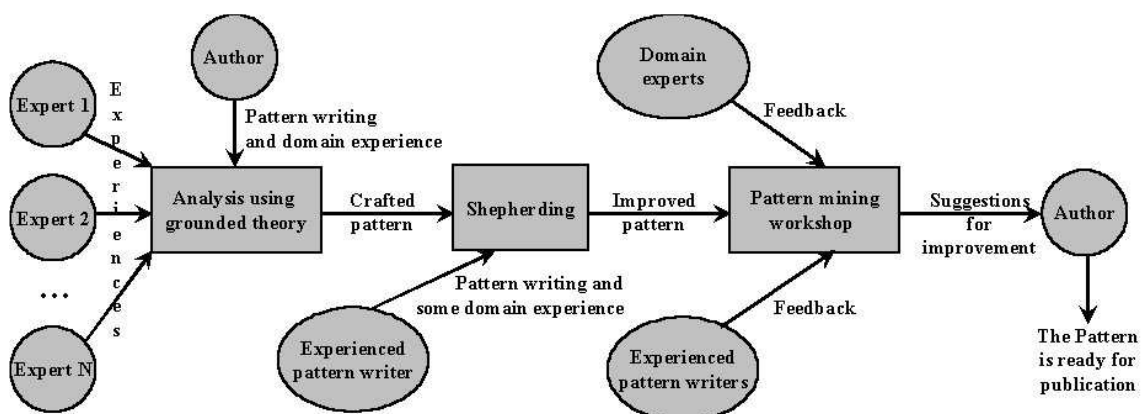 Expert 1
Experiences
Author
Pattern writing
and domain experience
Expert 2
...
Expert N
Analysis using
grounded theory
Crafted
pattern
Shepherding
Pattern writing and
some domain experience
Experienced
pattern writer
Improved
pattern
Domain
experts
Feedback
Pattern mining
workshop
Feedback
Experienced
pattern writers
Suggestions
for
improvement
Author
The Pattern
is ready for
publication